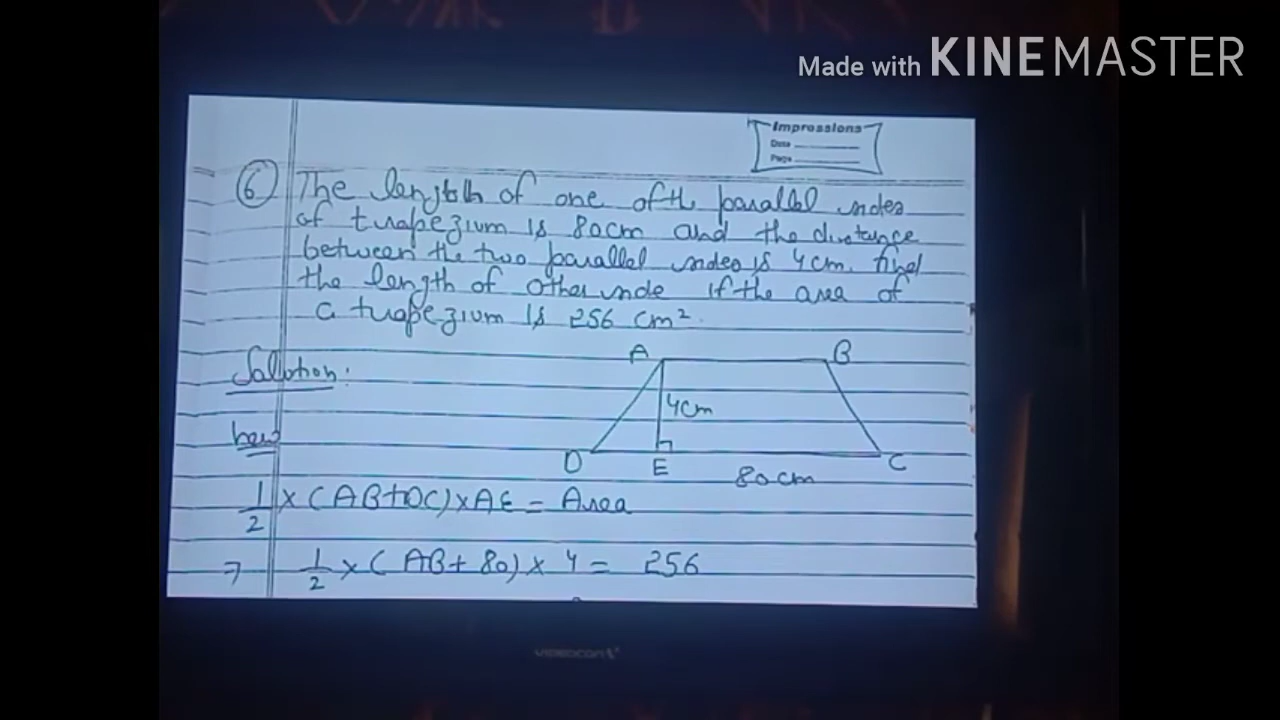 Made with KINEMASTER
Impressions
Date
Page
6 The length of one of the parallel sides
of trapezium is 80cm and the distance
between the two parallel sides is 4cm. find
the length of other side if the area of
a trapezium is 256 cm².
Solution:
A B
4cm
D E C
80cm
1/2 × (AB+DC) × AE = Area
⇒ 1/2 × (AB + 80) × 4 = 256
VIDEOCON